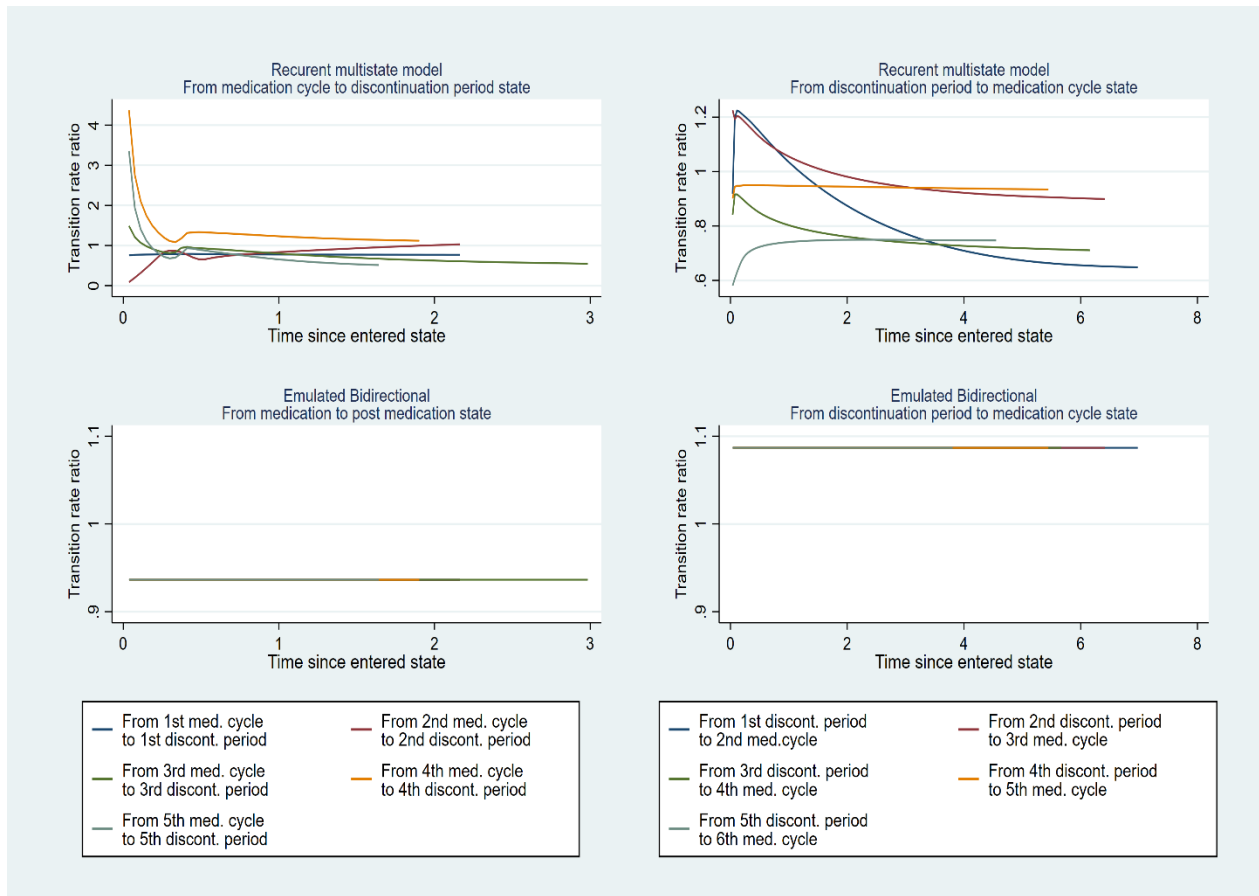 Recurent multistate model
From medication cycle to discontinuation period state
Transition rate ratio
4
3
2
1
0
0
1
2
3
Time since entered state
Recurent multistate model
From discontinuation period to medication cycle state
Transition rate ratio
1.2
1
.8
.6
0
2
4
6
8
Time since entered state
Emulated Bidirectional
From medication to post medication state
Transition rate ratio
1.1
1
.9
0
1
2
3
Time since entered state
Emulated Bidirectional
From discontinuation period to medication cycle state
Transition rate ratio
1.1
1
.9
0
2
4
6
8
Time since entered state
From 1st med. cycle
to 1st discont. period
From 2nd med. cycle
to 2nd discont. period
From 3rd med. cycle
to 3rd discont. period
From 4th med. cycle
to 4th discont. period
From 5th med. cycle
to 5th discont. period
From 1st discont. period
to 2nd med.cycle
From 2nd discont. period
to 3rd med. cycle
From 3rd discont. period
to 4th med. cycle
From 4th discont. period
to 5th med. cycle
From 5th discont. period
to 6th med. cycle